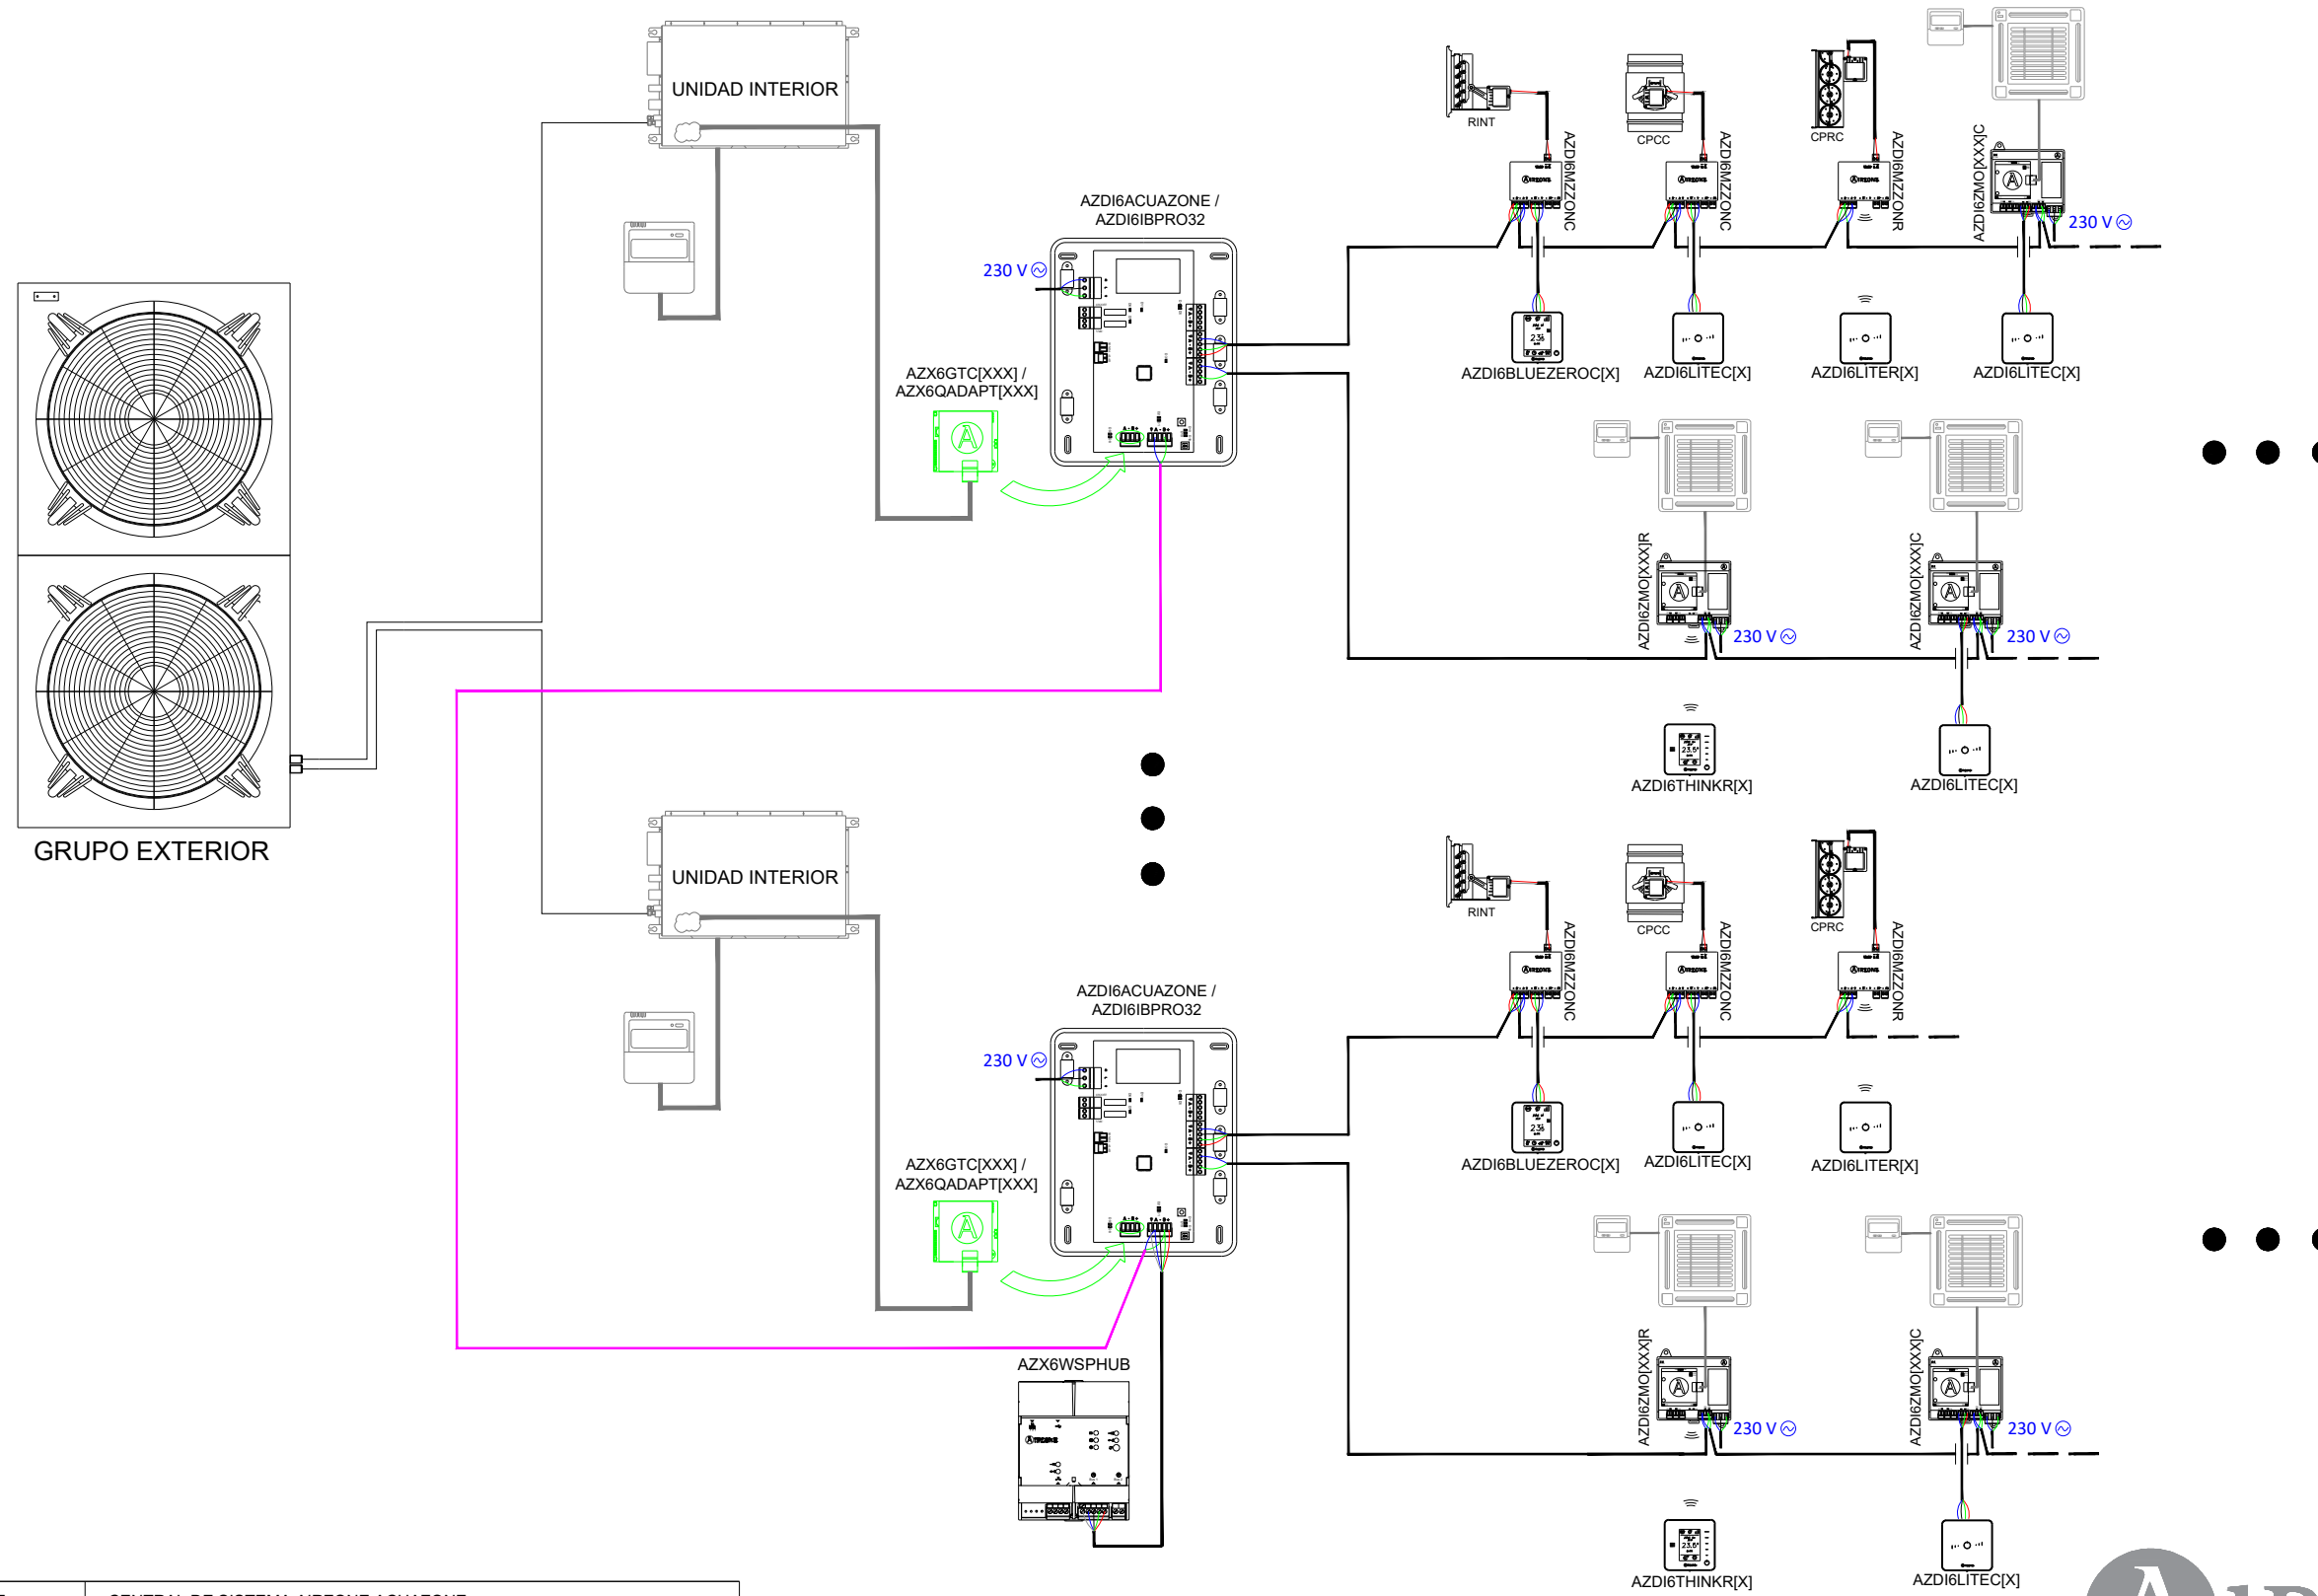 UNIDAD INTERIOR
RINT
CPCC
CPRC
AZDI6MZZONC
AZDI6MZZONC
AZDI6MZZONR
AZDI6ZMO[XXX]C
230 V
AZDI6ACUAZONE /
AZDI6IBPRO32
230 V
AZX6GTC[XXX] /
AZX6QADAPT[XXX]
AZDI6BLUEZEROC[X]
AZDI6LITEC[X]
AZDI6LITER[X]
AZDI6LITEC[X]
AZDI6ZMO[XXX]R
230 V
AZDI6ZMO[XXX]C
230 V
AZDI6THINKR[X]
AZDI6LITEC[X]
GRUPO EXTERIOR
UNIDAD INTERIOR
RINT
CPCC
CPRC
AZDI6MZZONC
AZDI6MZZONC
AZDI6MZZONR
AZDI6ACUAZONE /
AZDI6IBPRO32
230 V
AZX6GTC[XXX] /
AZX6QADAPT[XXX]
AZDI6BLUEZEROC[X]
AZDI6LITEC[X]
AZDI6LITER[X]
AZDI6ZMO[XXX]R
230 V
AZDI6ZMO[XXX]C
230 V
AZX6WSPHUB
AZDI6THINKR[X]
AZDI6LITEC[X]